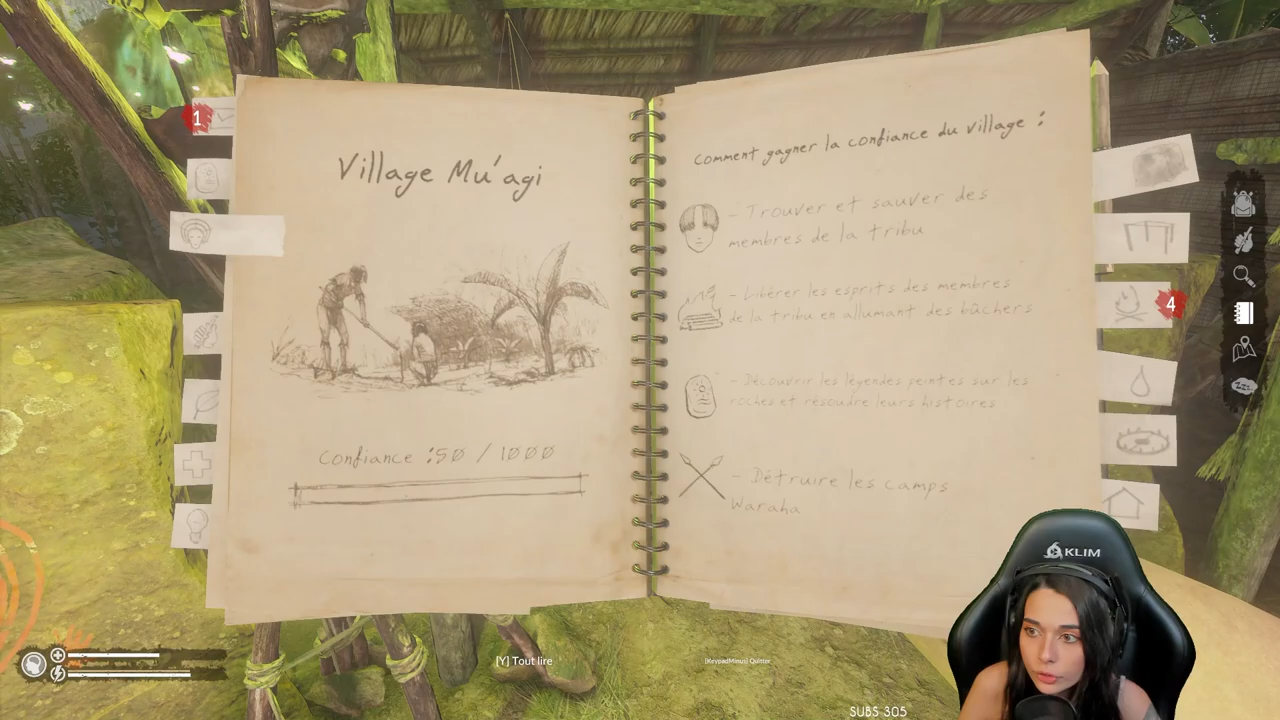 1
Village Mu'agi
Confiance : 50 / 1000
Comment gagner la confiance du village :
- Trouver et sauver des
membres de la tribu
- Libérer les esprits des membres
de la tribu en allumant des bûchers
- Découvrir les légendes peintes sur les
roches et résoudre leurs histoires
- Détruire les camps
Waraha
4
zzz
KLIM
[Y] Tout lire
[KeypadMinus] Quitter
SUBS 305